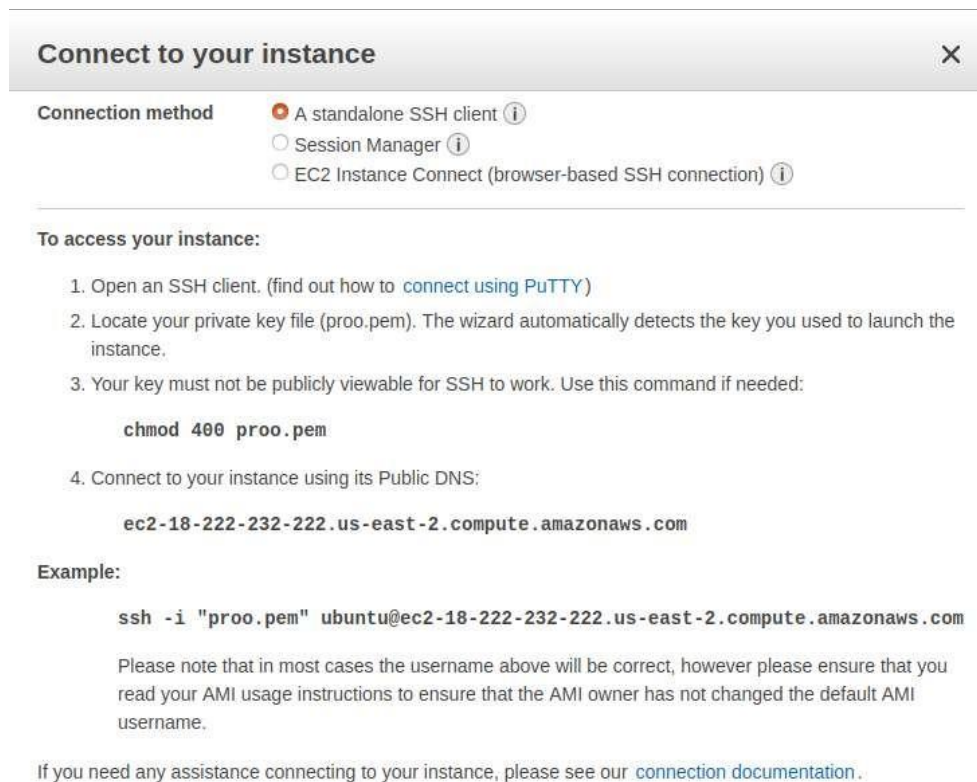 Connect to your instance
Connection method
A standalone SSH client
Session Manager
EC2 Instance Connect (browser-based SSH connection)
To access your instance:
1. Open an SSH client. (find out how to connect using PuTTY)
2. Locate your private key file (proo.pem). The wizard automatically detects the key you used to launch the
instance.
3. Your key must not be publicly viewable for SSH to work. Use this command if needed:
chmod 400 proo.pem
4. Connect to your instance using its Public DNS:
ec2-18-222-232-222.us-east-2.compute.amazonaws.com
Example:
ssh -i "proo.pem" ubuntu@ec2-18-222-232-222.us-east-2.compute.amazonaws.com
Please note that in most cases the username above will be correct, however please ensure that you
read your AMI usage instructions to ensure that the AMI owner has not changed the default AMI
username.
If you need any assistance connecting to your instance, please see our connection documentation.